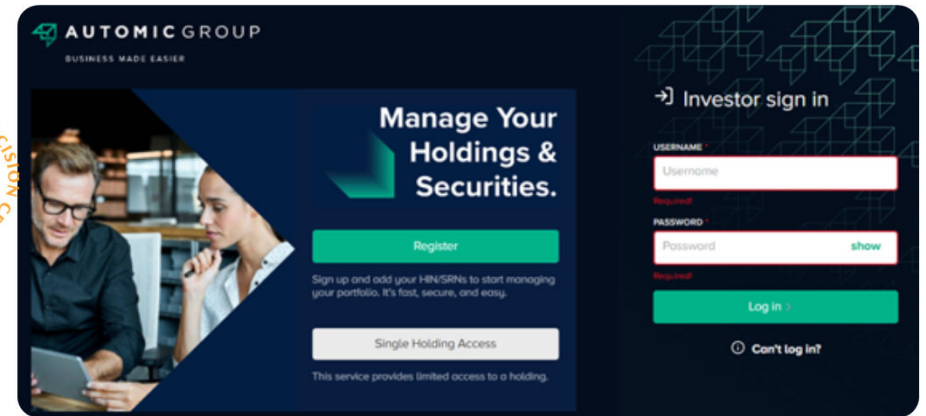 AUTOMIC GROUP
BUSINESS MADE EASIER
Manage Your
Holdings &
Securities.
Register
Sign up and add your HIN/SRNs to start managing
your portfolio. It's fast, secure, and easy.
Single Holding Access
This service provides limited access to a holding.
Investor sign in
USERNAME *
Username
Required!
PASSWORD *
Password show
Required!
Log in >
Can't log in?